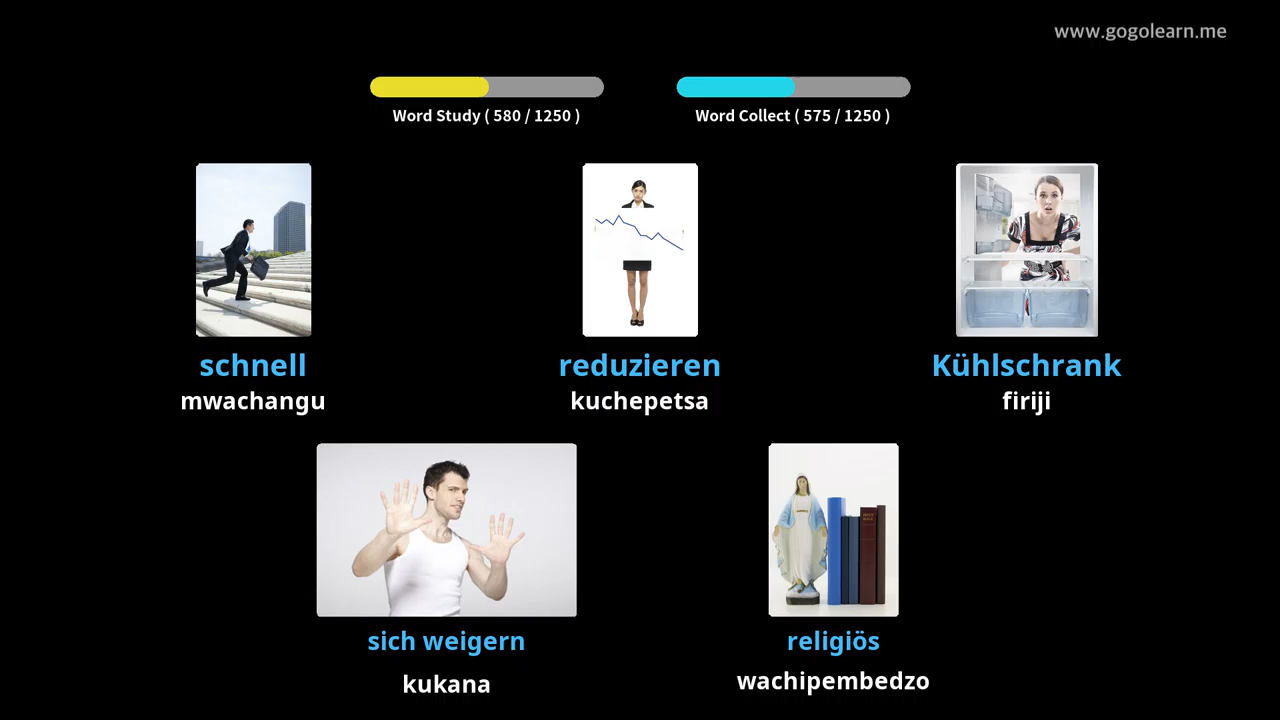 www.gogolearn.me
Word Study ( 580 / 1250 )
Word Collect ( 575 / 1250 )
schnell
mwachangu
reduzieren
kuchepetsa
Kühlschrank
firiji
sich weigern
kukana
religiös
wachipembedzo